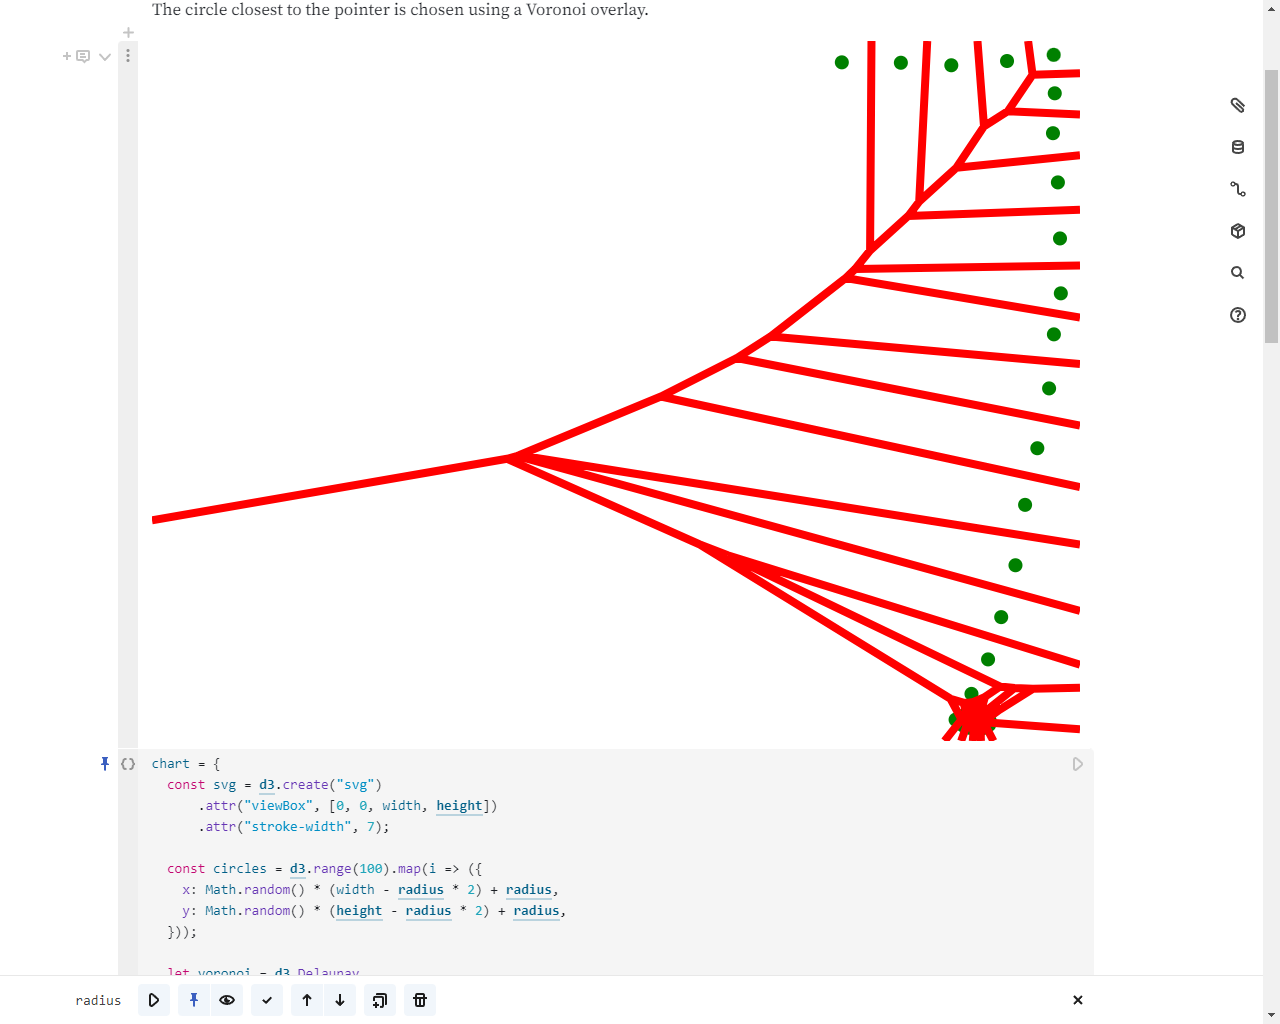 The circle closest to the pointer is chosen using a Voronoi overlay.
chart = {
const svg = d3.create("svg")
.attr("viewBox", [0, 0, width, height])
.attr("stroke-width", 7);
const circles = d3.range(100).map(i => ({
x: Math.random() * (width - radius * 2) + radius,
y: Math.random() * (height - radius * 2) + radius,
}));
let voronoi = d3.Delaunay
radius